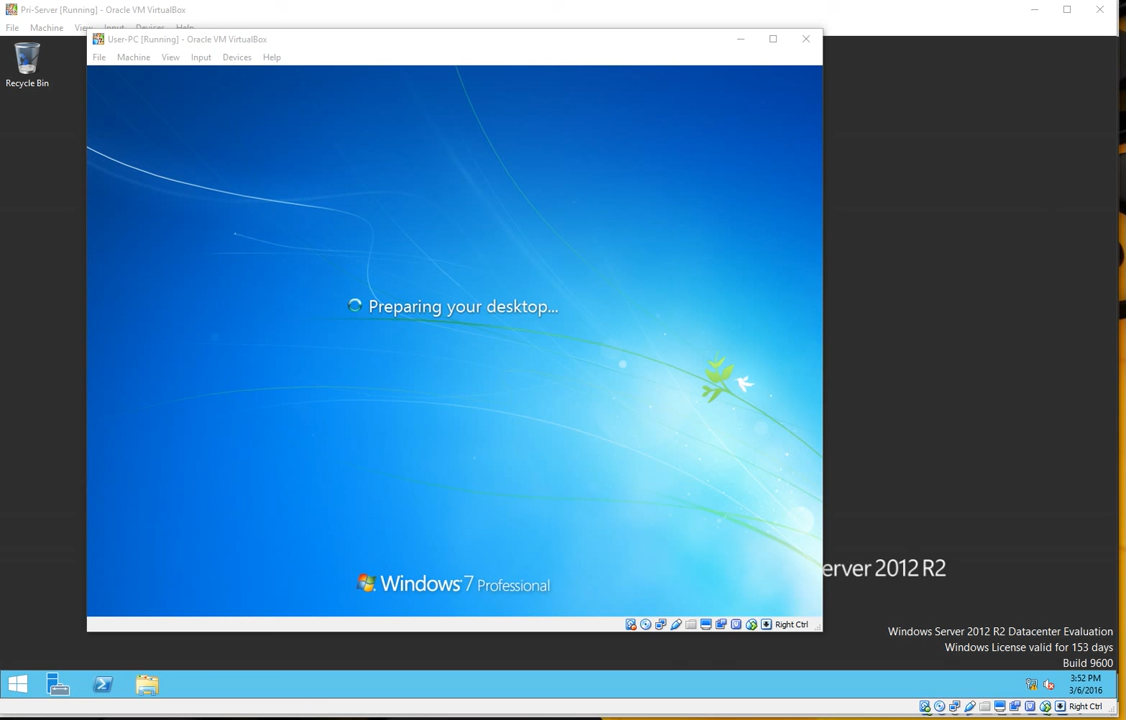 Pri-Server [Running] - Oracle VM VirtualBox
File Machine View Input Devices Help
User-PC [Running] - Oracle VM VirtualBox
File Machine View Input Devices Help
Recycle Bin
Preparing your desktop...
Windows 7 Professional
Right Ctrl
erver 2012 R2
Windows Server 2012 R2 Datacenter Evaluation
Windows License valid for 153 days
Build 9600
3:52 PM
3/6/2016
Right Ctrl